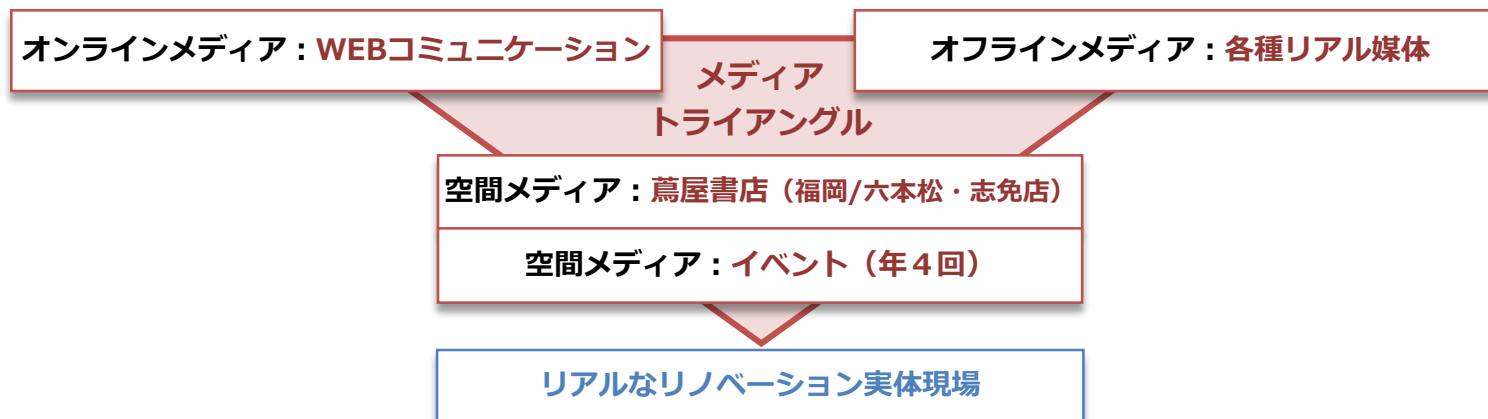 オンラインメディア：WEBコミュニケーション
オフラインメディア：各種リアル媒体
メディア
トライアングル
空間メディア：蔦屋書店（福岡/六本松・志免店）
空間メディア：イベント（年４回）
リアルなリノベーション実体現場